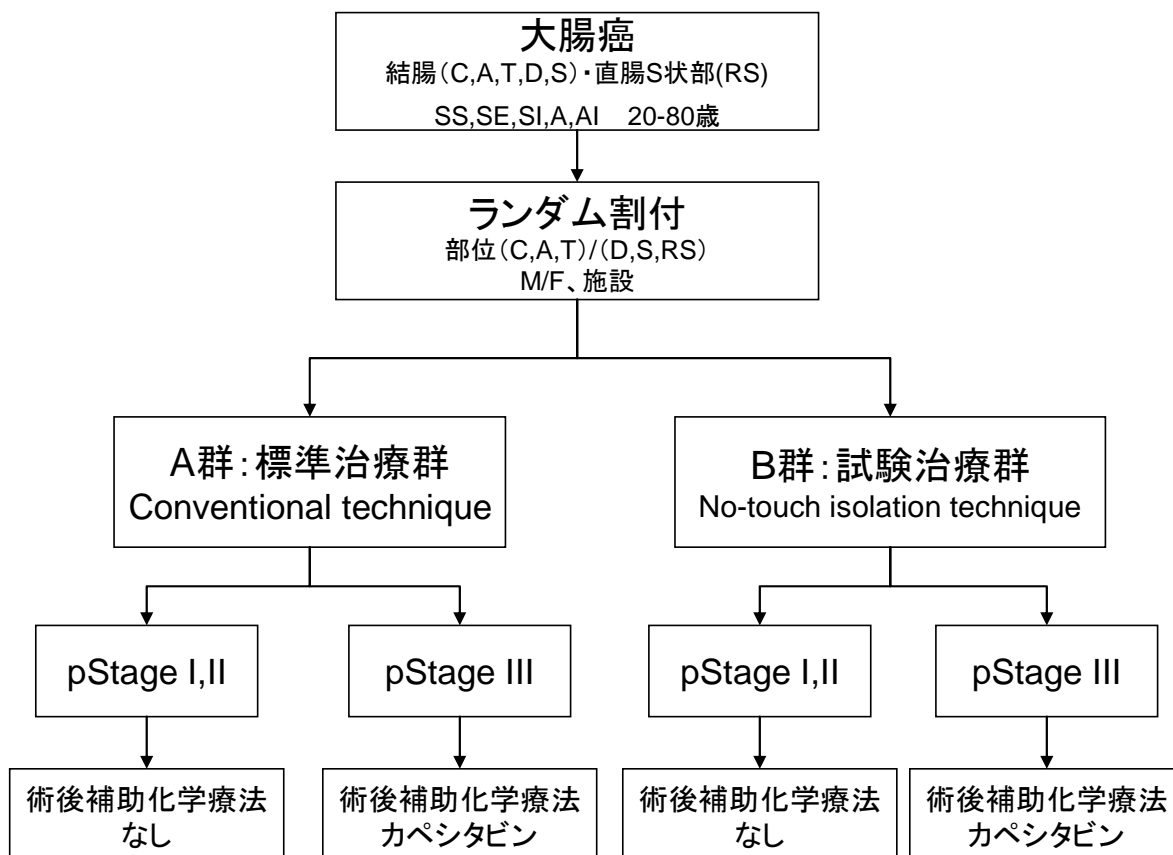 大腸癌
結腸(C,A,T,D,S)・直腸S状部(RS)
SS,SE,SI,A,AI 20-80歳
ランダム割付
部位(C,A,T)/(D,S,RS)
M/F、施設
A群:標準治療群
Conventional technique
B群:試験治療群
No-touch isolation technique
pStage I,II
pStage III
pStage I,II
pStage III
術後補助化学療法
なし
術後補助化学療法
カペシタビン
術後補助化学療法
なし
術後補助化学療法
カペシタビン